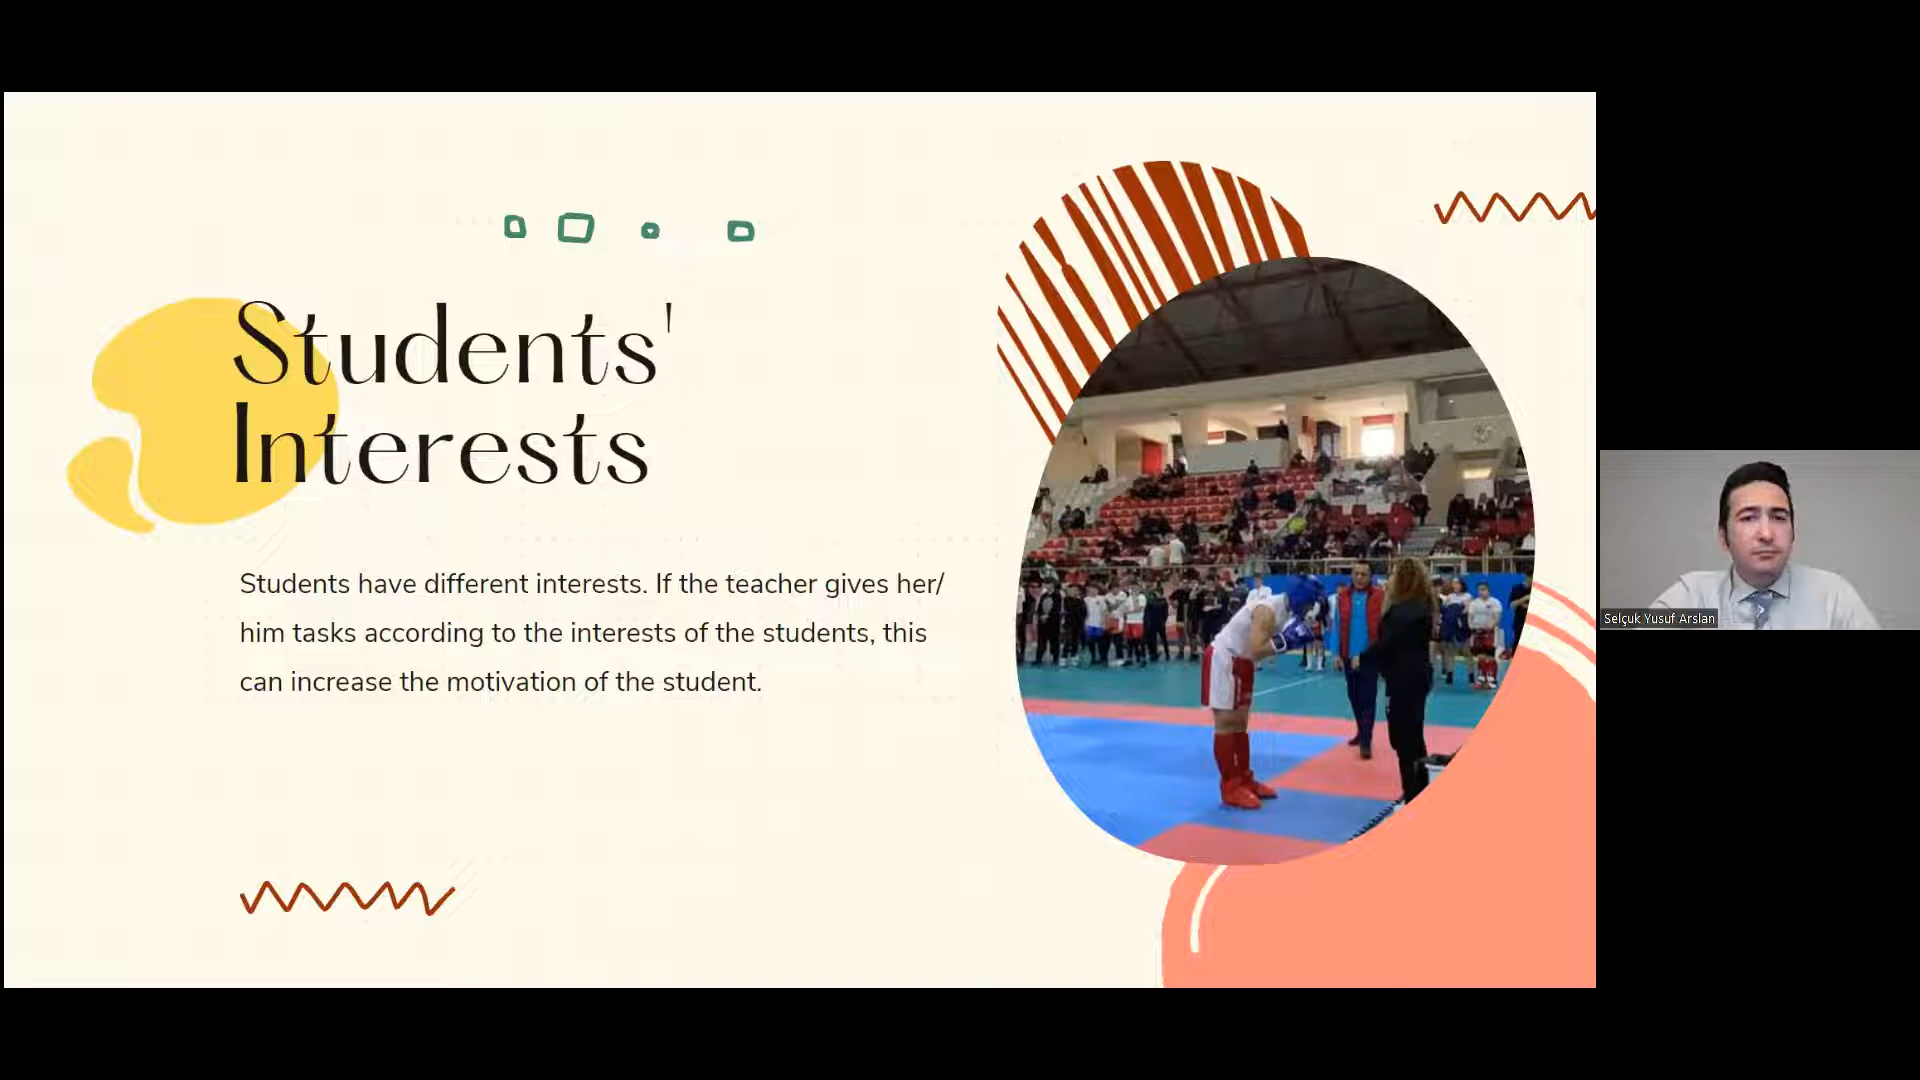 Students'
Interests
Students have different interests. If the teacher gives her/
him tasks according to the interests of the students, this
can increase the motivation of the student.
Selçuk Yusuf Arslan